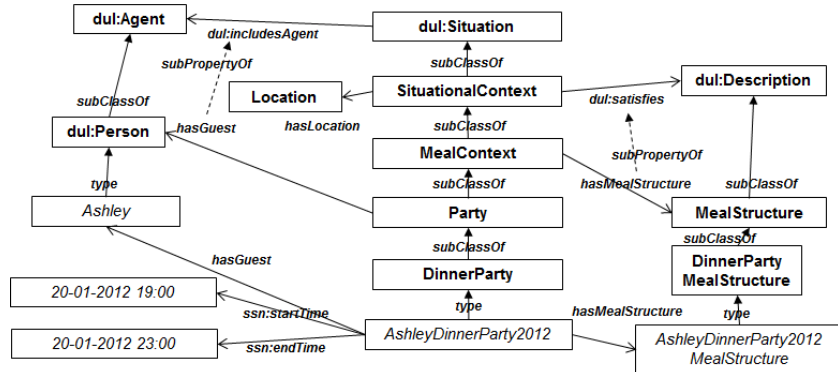 dul:Agent
dul:Situation
dul:includesAgent
subPropertyOf
subClassOf
subClassOf
Location
SituationalContext
dul:Description
dul:satisfies
hasLocation
hasGuest
dul:Person
subClassOf
MealContext
subPropertyOf
hasMealStructure
type
subClassOf
subClassOf
Ashley
Party
MealStructure
subClassOf
subClassOf
hasGuest
DinnerParty
DinnerParty
MealStructure
20-01-2012 19:00
ssn:startTime
type
hasMealStructure
type
20-01-2012 23:00
ssn:endTime
AshleyDinnerParty2012
AshleyDinnerParty2012
MealStructure